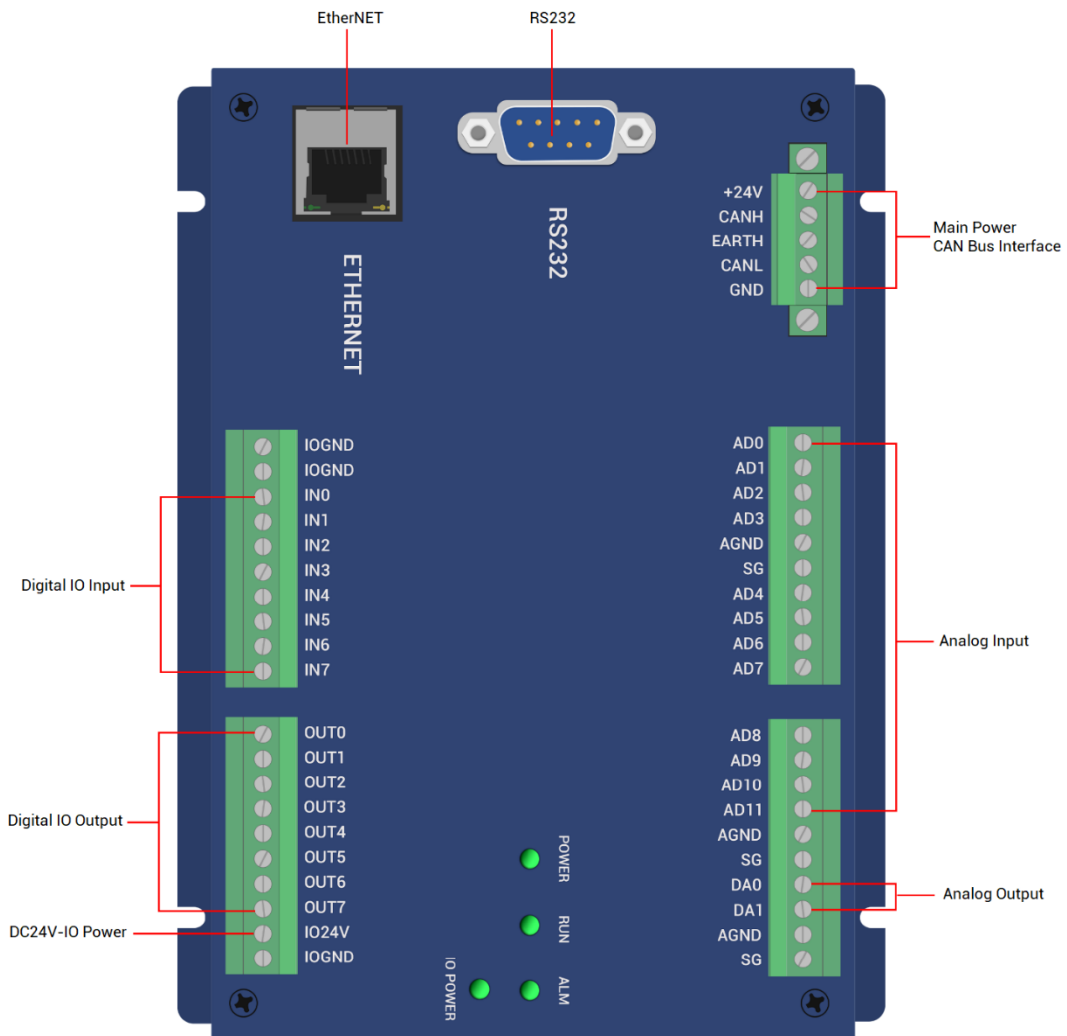 EtherNET
RS232
ETHERNET
RS232
+24V
CANH
EARTH
CANL
GND
Main Power
CAN Bus Interface
IOGND
IOGND
IN0
IN1
IN2
IN3
IN4
IN5
IN6
IN7
Digital IO Input
AD0
AD1
AD2
AD3
AGND
SG
AD4
AD5
AD6
AD7
Analog Input
OUT0
OUT1
OUT2
OUT3
OUT4
OUT5
OUT6
OUT7
IO24V
IOGND
Digital IO Output
DC24V-IO Power
AD8
AD9
AD10
AD11
AGND
SG
DA0
DA1
AGND
SG
Analog Output
POWER
RUN
IO POWER
ALM